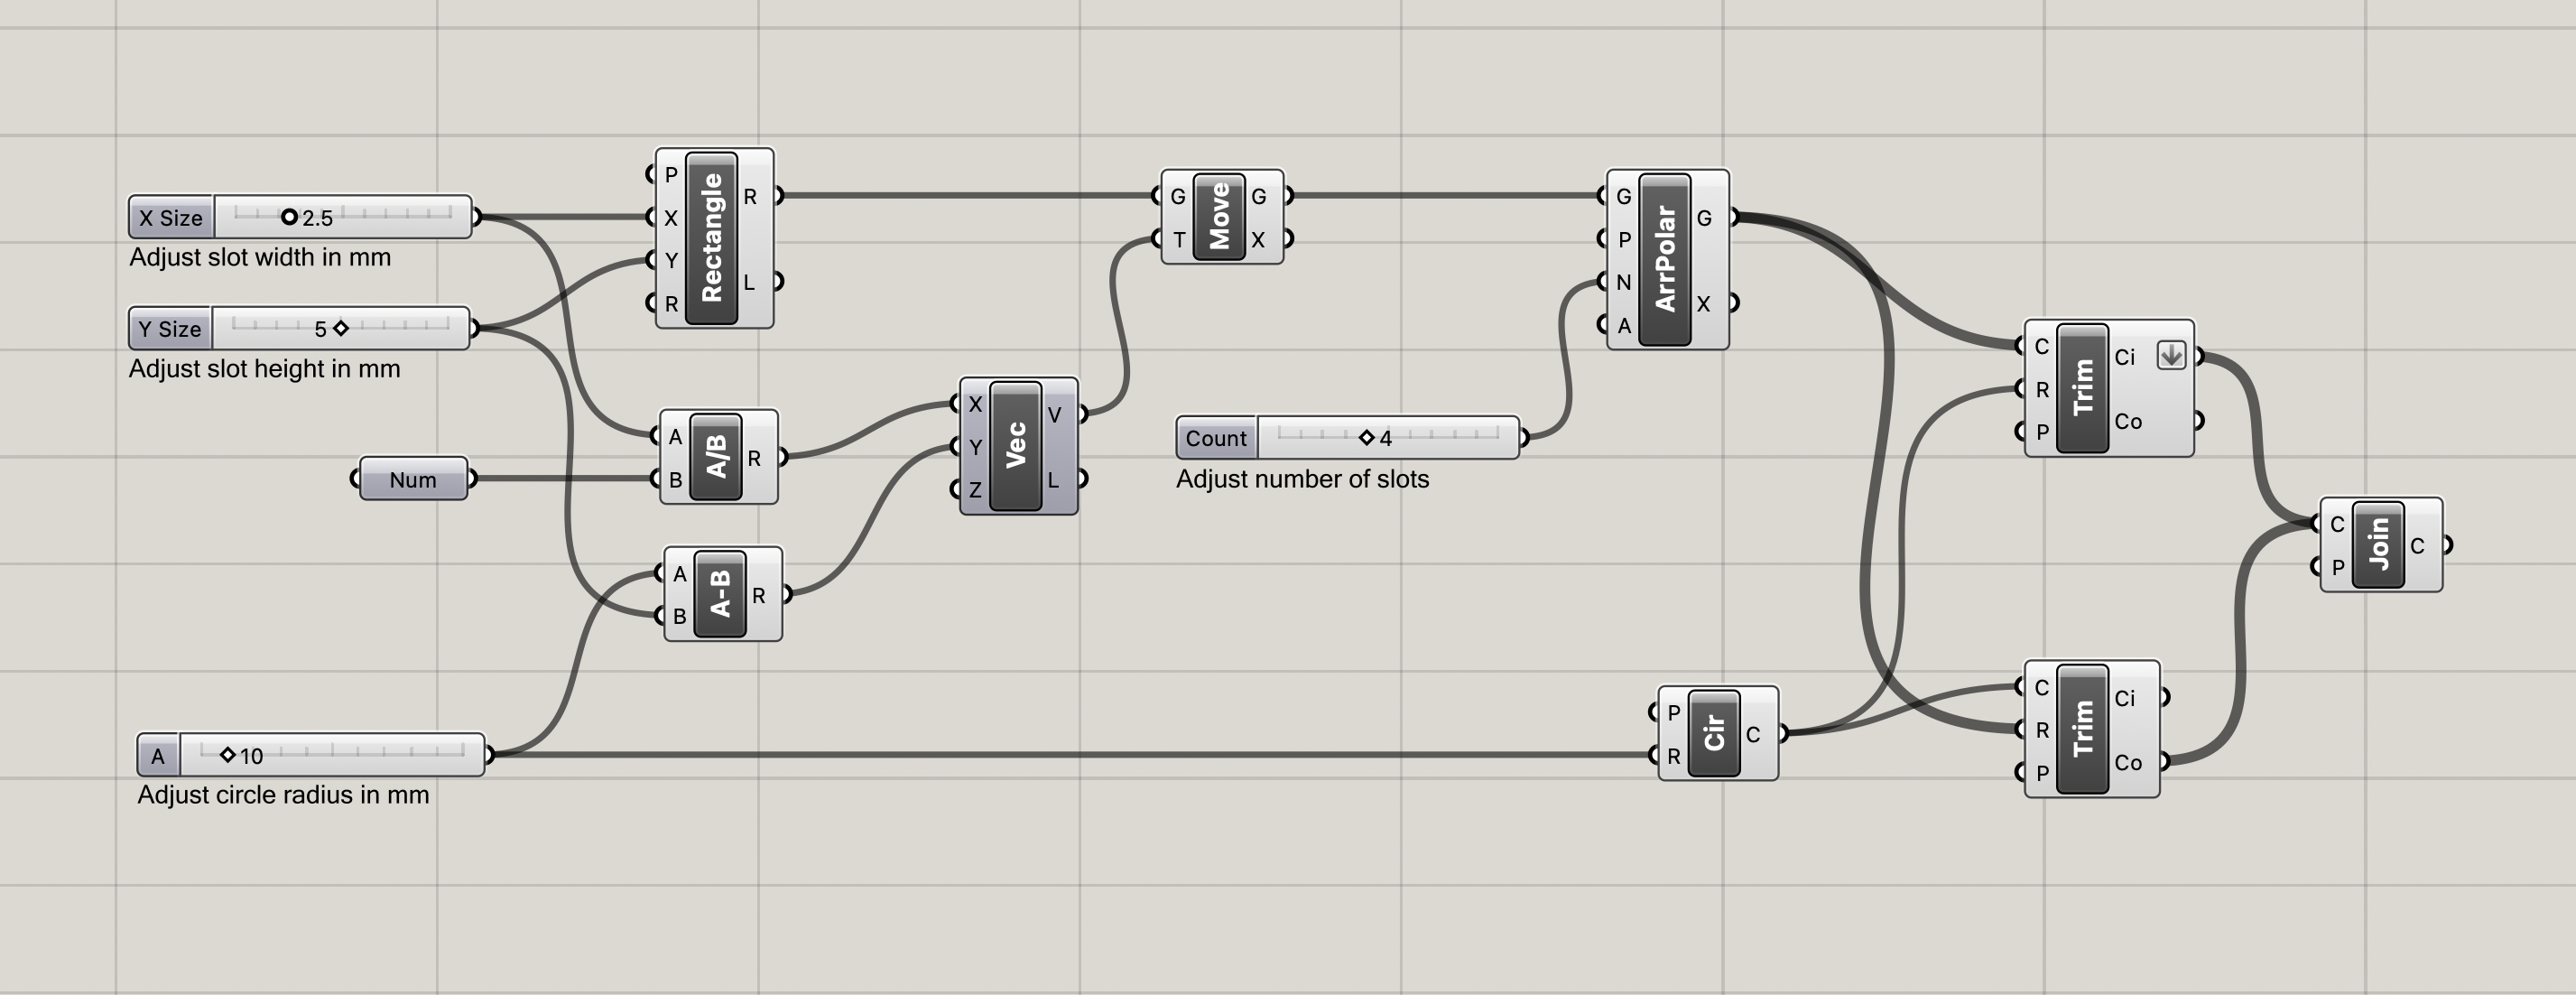 X Size
2.5
Adjust slot width in mm
Y Size
5
Adjust slot height in mm
P
X
Y
R
Rectangle
R
L
Num
A
B
A/B
R
A
B
A-B
R
A
10
Adjust circle radius in mm
X
Y
Z
Vec
V
L
G
T
Move
G
X
Count
4
Adjust number of slots
G
P
N
A
ArrPolar
G
X
P
R
Cir
C
C
R
P
Trim
Ci
Co
C
R
P
Trim
Ci
Co
C
P
Join
C